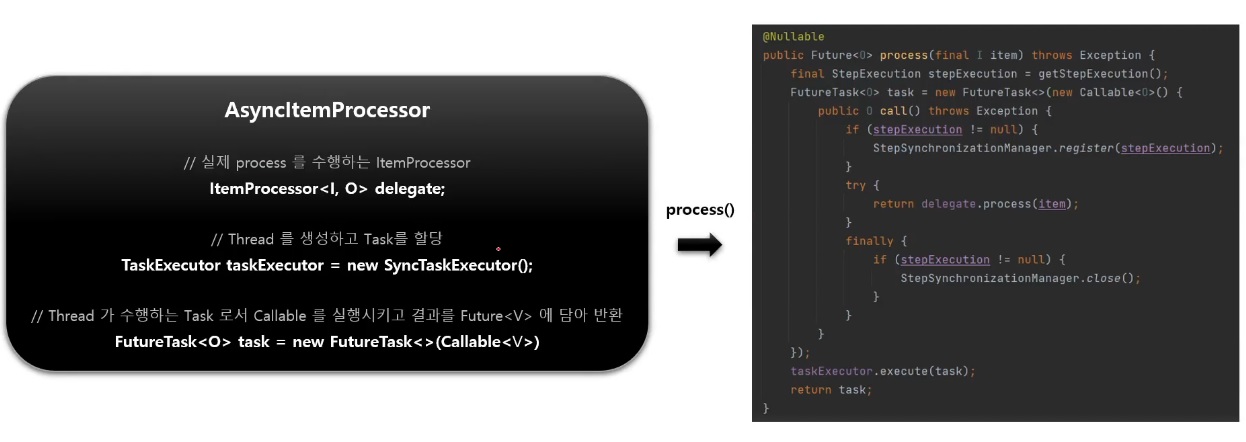 AsyncItemProcessor
// 실제 process 를 수행하는 ItemProcessor
ItemProcessor<I, O> delegate;
// Thread 를 생성하고 Task를 할당
TaskExecutor taskExecutor = new SyncTaskExecutor();
// Thread 가 수행하는 Task 로서 Callable 를 실행시키고 결과를 Future<V> 에 담아 반환
FutureTask<O> task = new FutureTask<>(Callable<V>)
process()
@Nullable
public Future<O> process(final I item) throws Exception {
final StepExecution stepExecution = getStepExecution();
FutureTask<O> task = new FutureTask<>(new Callable<O>() {
public O call() throws Exception {
if (stepExecution != null) {
StepSynchronizationManager.register(stepExecution);
}
try {
return delegate.process(item);
}
finally {
if (stepExecution != null) {
StepSynchronizationManager.close();
}
}
}
});
taskExecutor.execute(task);
return task;
}